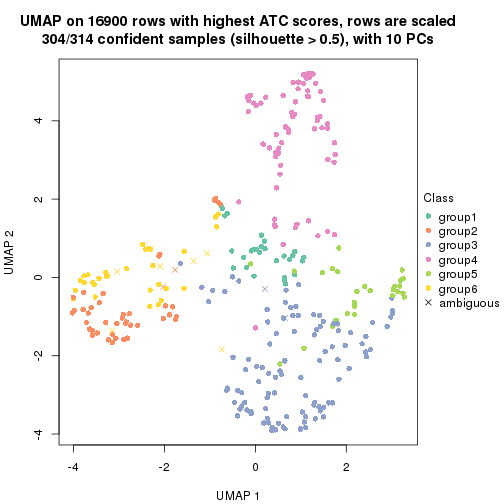 UMAP on 16900 rows with highest ATC scores, rows are scaled
304/314 confident samples (silhouette > 0.5), with 10 PCs
UMAP 2
4
2
0
-2
-4
-4
-2
0
2
UMAP 1
Class
group1
group2
group3
group4
group5
group6
ambiguous